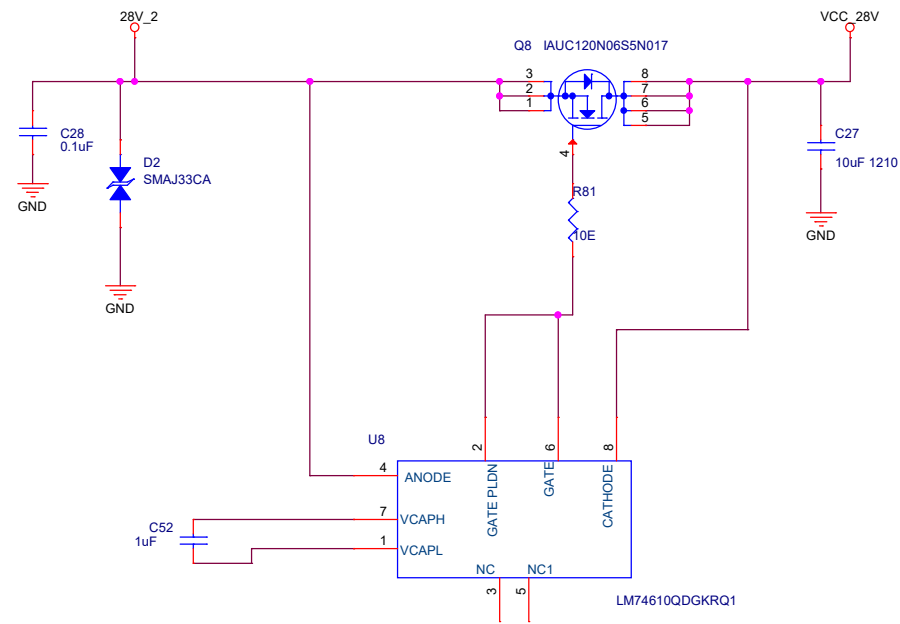 28V_2
VCC_28V
Q8 IAUC120N06S5N017
3
2
1
8
7
6
5
4
C28
0.1uF
GND
D2
SMAJ33CA
GND
R81
10E
C27
10uF 1210
GND
U8
2
6
8
4
7
1
ANODE
VCAPH
VCAPL
GATE PLDN
GATE
CATHODE
C52
1uF
NC
NC1
3
5
LM74610QDGKRQ1